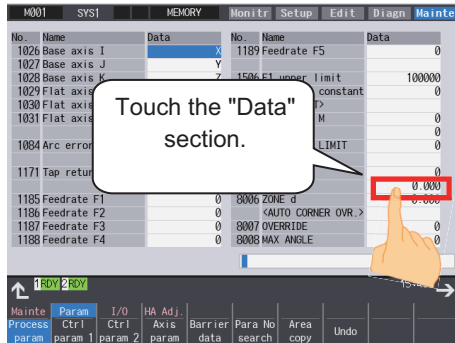 M001 SYS1 MEMORY Monitr Setup Edit Diagn Mainte
No. Name Data No. Name Data
1026 Base axis I X 1189 Feedrate F5 0
1027 Base axis J Y
1028 Base axis K Z 1506 F1 upper limit 100000
1029 Flat axis constant 0
1030 Flat axis
1031 Flat axis M 0
0
1084 Arc error LIMIT 0
1171 Tap retur 0
0.000
1185 Feedrate F1 0 8006 ZONE d 0.000
1186 Feedrate F2 0 <AUTO CORNER OVR.>
1187 Feedrate F3 0 8007 OVERRIDE 0
1188 Feedrate F4 0 8008 MAX ANGLE 0
Touch the "Data"
section.
1 RDY 2 RDY
Mainte Param I/O HA Adj.
Process param Ctrl param 1 Ctrl param 2 Axis param Barrier data Para No search Area copy Undo